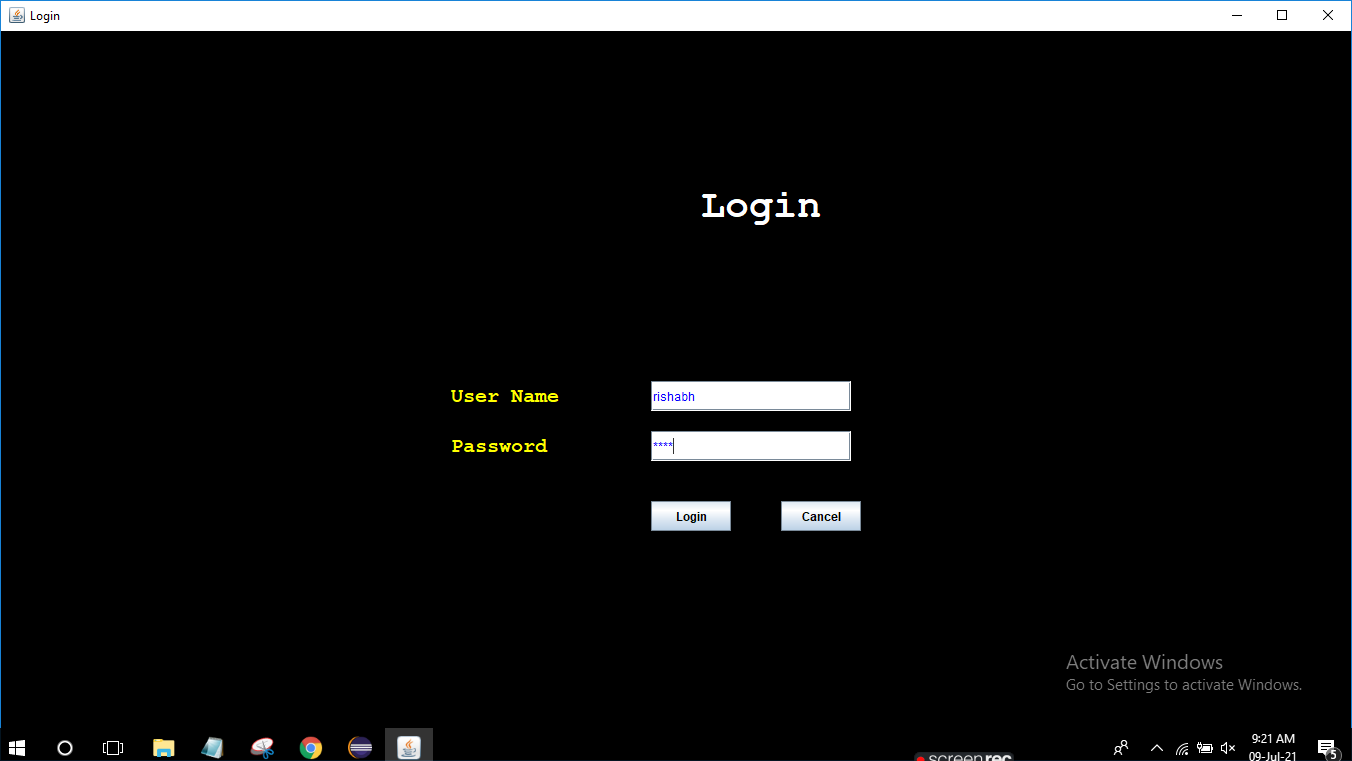 Login
Login
User Name
rishabh
Password
****
Login
Cancel
Activate Windows
Go to Settings to activate Windows.
9:21 AM
09-Jul-21
screenrec
5